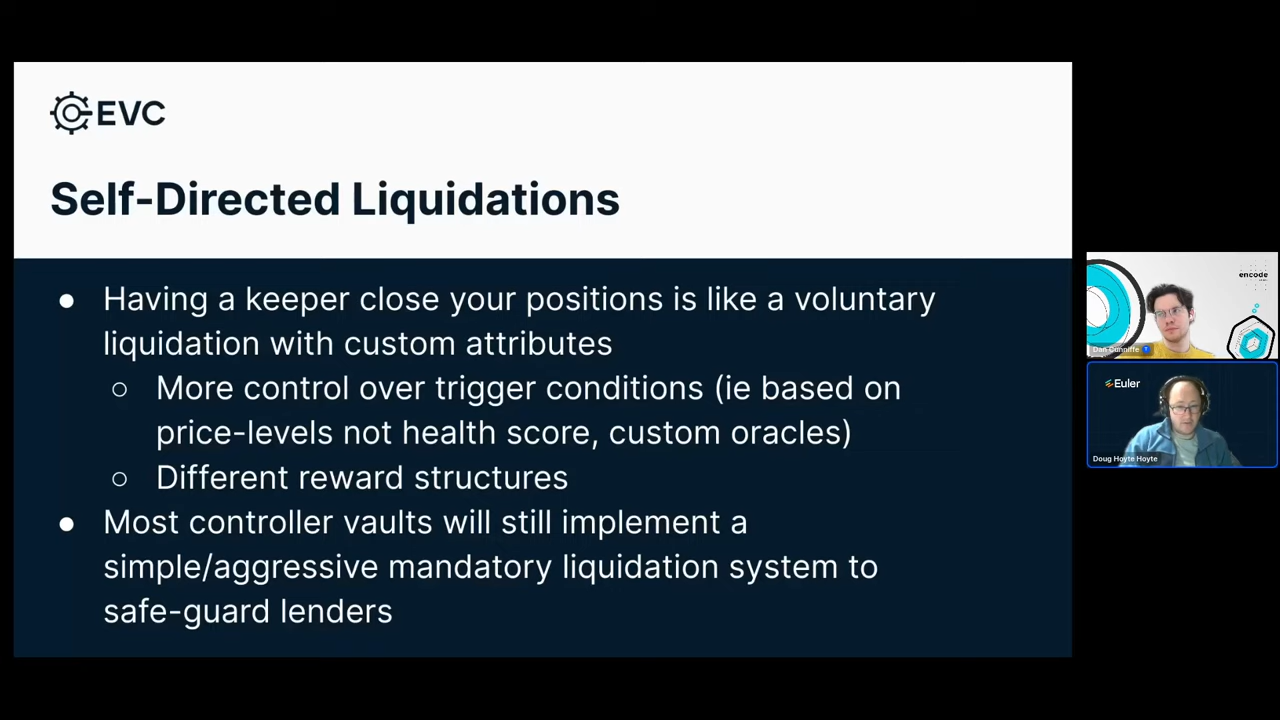 EVC
Self-Directed Liquidations
● Having a keeper close your positions is like a voluntary
liquidation with custom attributes
○ More control over trigger conditions (ie based on
price-levels not health score, custom oracles)
○ Different reward structures
● Most controller vaults will still implement a
simple/aggressive mandatory liquidation system to
safe-guard lenders
encode
Dan Cunniffe
Euler
Doug Hoyte Hoyte